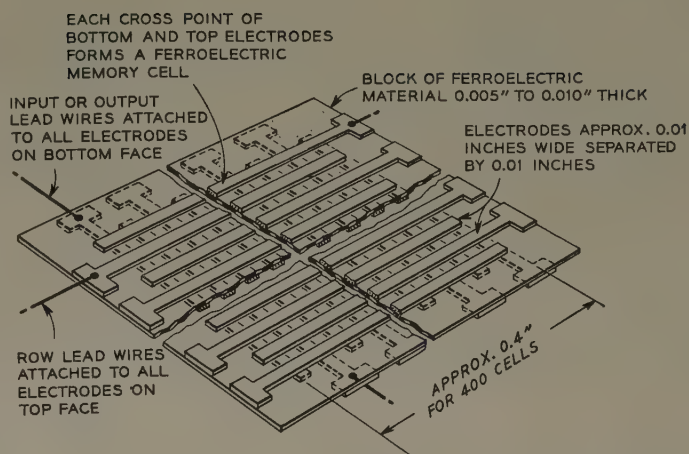 EACH CROSS POINT OF
BOTTOM AND TOP ELECTRODES
FORMS A FERROELECTRIC
MEMORY CELL
BLOCK OF FERROELECTRIC
MATERIAL 0.005" TO 0.010" THICK
INPUT OR OUTPUT
LEAD WIRES ATTACHED
TO ALL ELECTRODES
ON BOTTOM FACE
ELECTRODES APPROX. 0.01
INCHES WIDE SEPARATED
BY 0.01 INCHES
ROW LEAD WIRES
ATTACHED TO ALL
ELECTRODES ON
TOP FACE
APPROX. 0.4"
FOR 400 CELLS